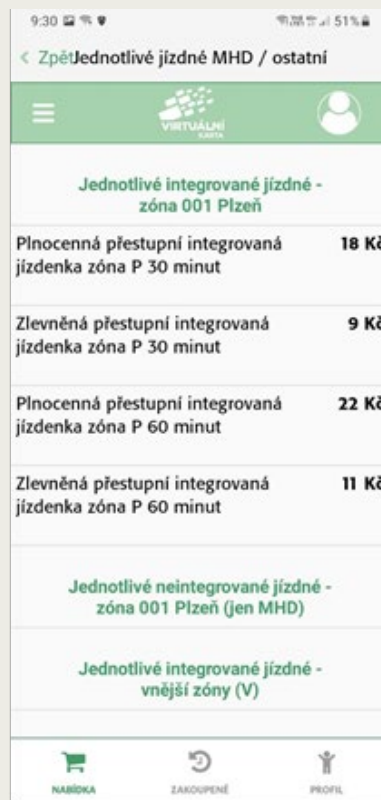 9:30
51%
< Zpět Jednotlivé jízdné MHD / ostatní
VIRTUÁLNÍ
KARTA
Jednotlivé integrované jízdné -
zóna 001 Plzeň
Plnocenná přestupní integrovaná 18 Kč
jízdenka zóna P 30 minut
Zlevněná přestupní integrovaná 9 Kč
jízdenka zóna P 30 minut
Plnocenná přestupní integrovaná 22 Kč
jízdenka zóna P 60 minut
Zlevněná přestupní integrovaná 11 Kč
jízdenka zóna P 60 minut
Jednotlivé neintegrované jízdné -
zóna 001 Plzeň (jen MHD)
Jednotlivé integrované jízdné -
vnější zóny (V)
NABÍDKA ZAKOUPENÉ PROFIL